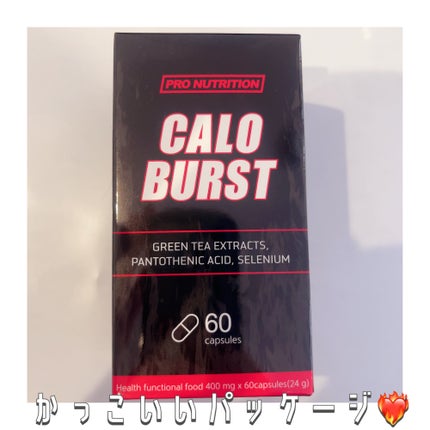 PRO NUTRITION
CALO
BURST
GREEN TEA EXTRACTS,
PANTOTHENIC ACID, SELENIUM
60
capsules
Health functional food 400 mg x 60capsules(24 g)
かっこいいパッケージ❤️‍🔥